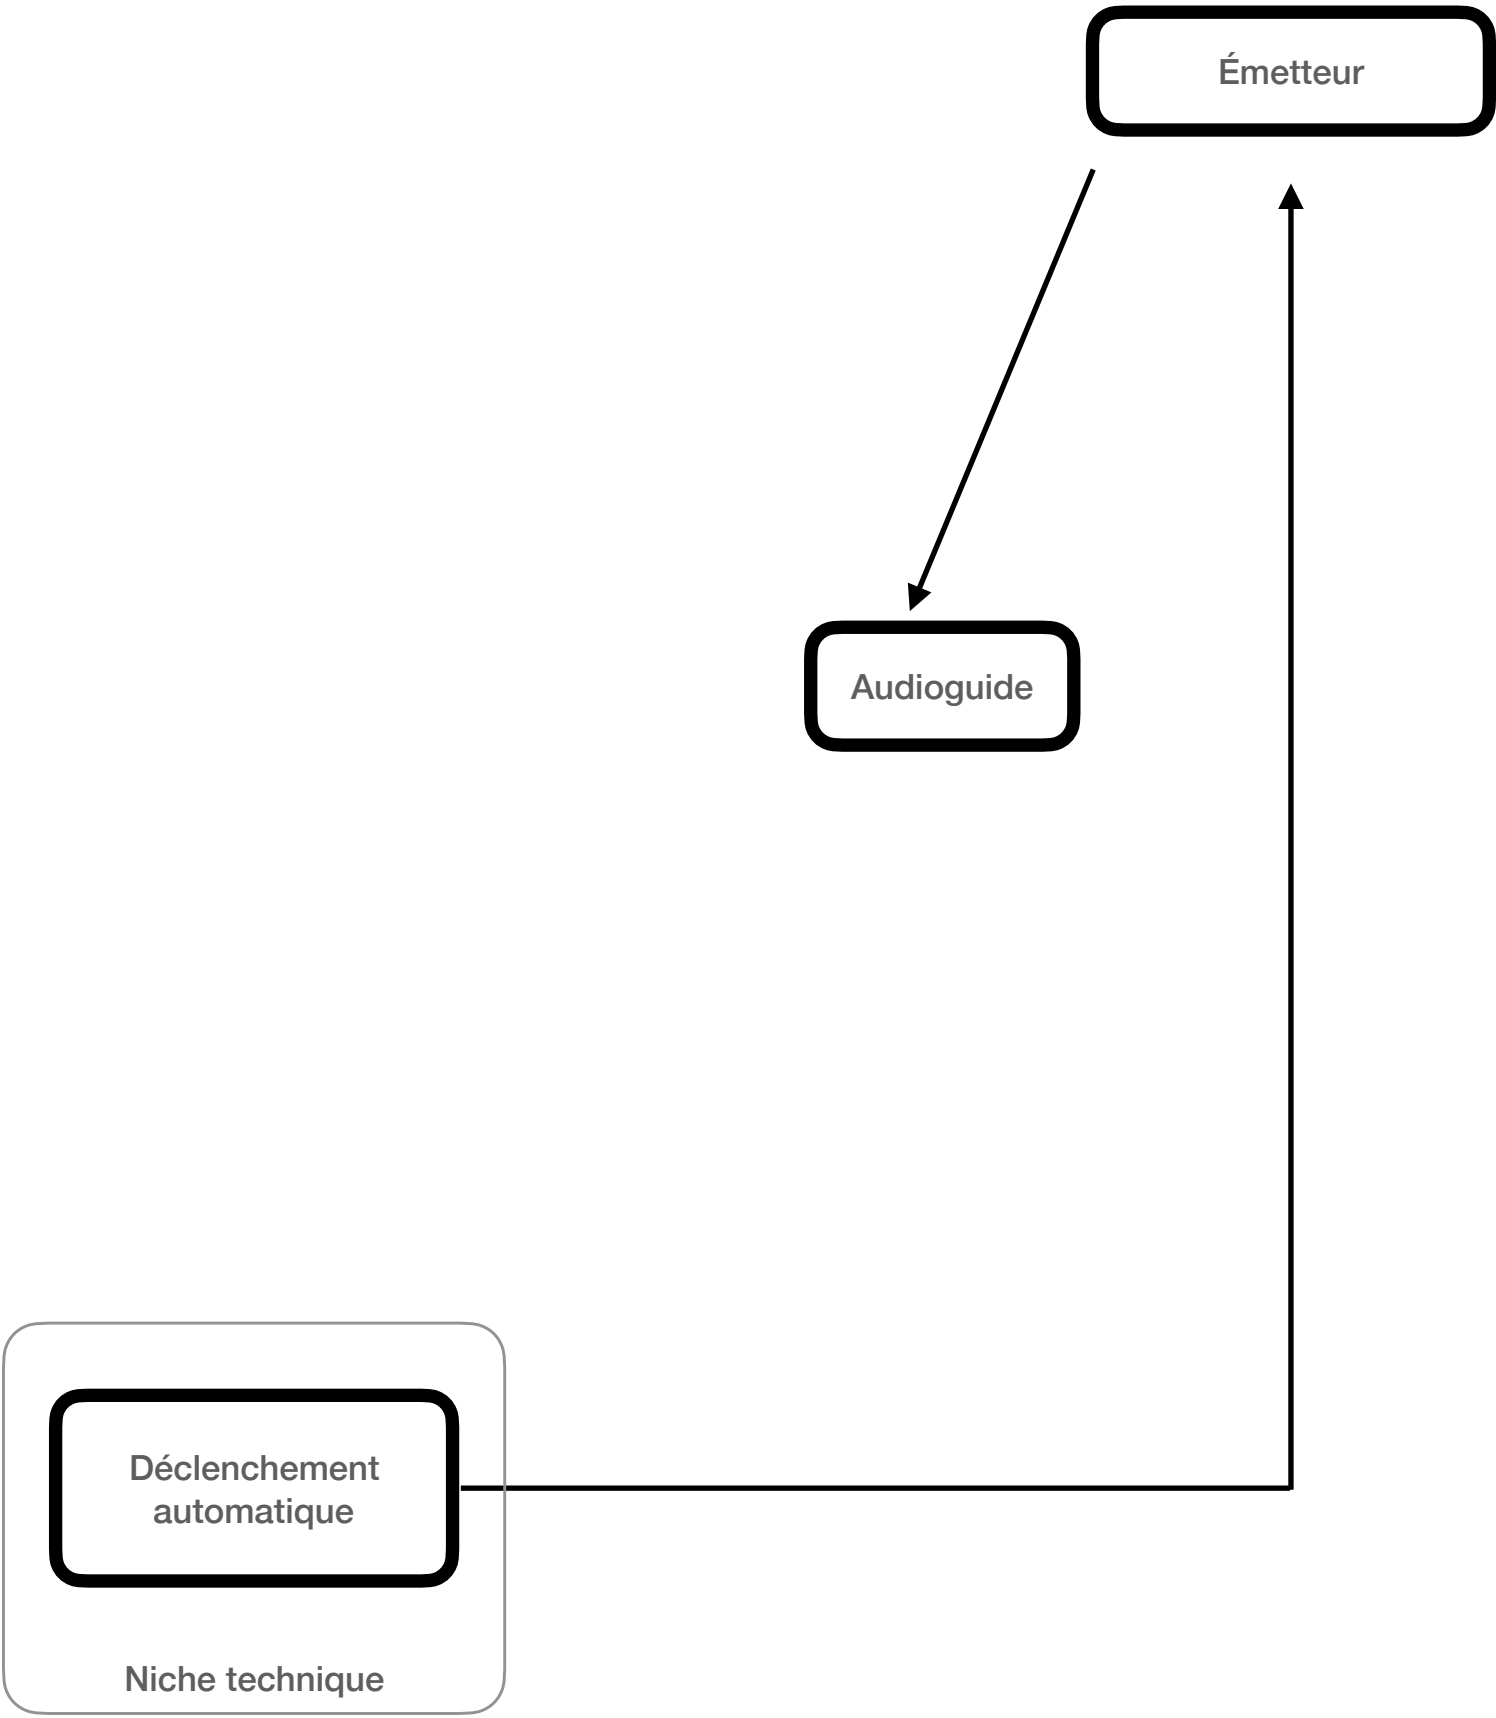 Émetteur
Audioguide
Déclenchement
automatique
Niche technique